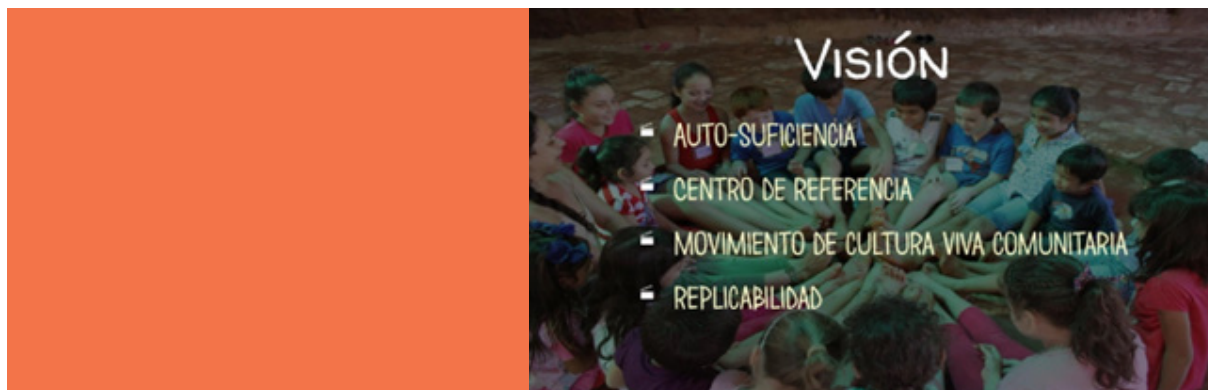 VISIÓN
AUTO-SUFICIENCIA
CENTRO DE REFERENCIA
MOVIMIENTO DE CULTURA VIVA COMUNITARIA
REPLICABILIDAD